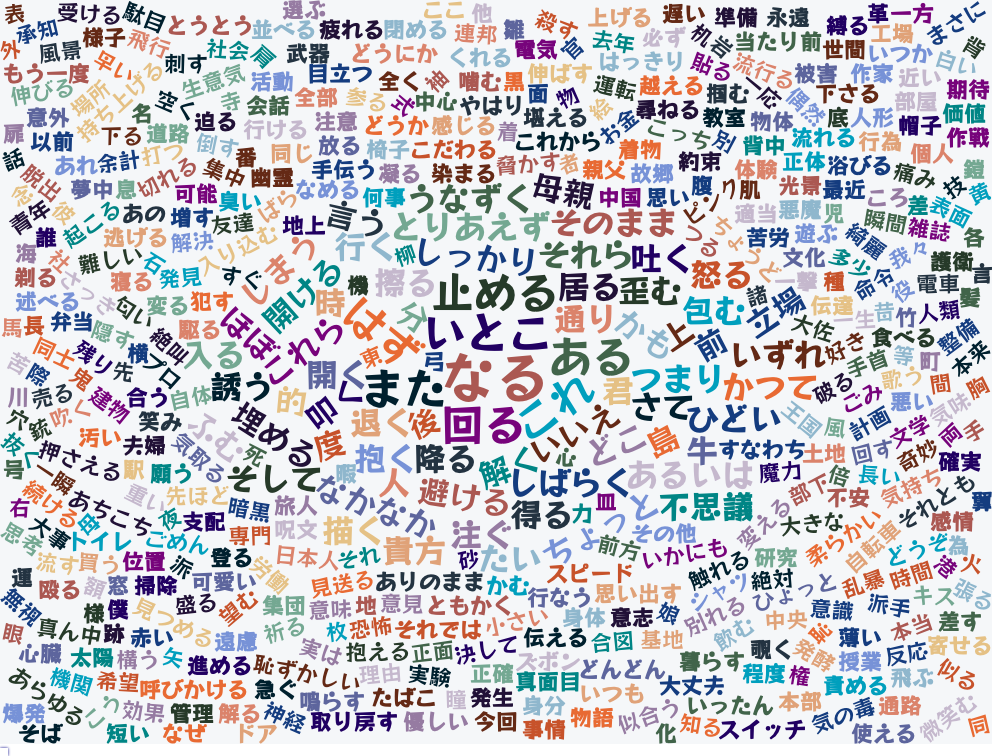 表 承知 受ける 駄目 とうとう 並べる 疲れる 閉める 選ぶ ここ 他 連邦 雛 殺す 上げる 遅い 準備 永遠 縛る 革 一方 まさに 背
外 風景 様子 飛行 刺す 社会 肩 武器 どうにか くれる 電気 官 去年 必ず 机 岩 当たり前 世間 工場 いつか 白い
もう一度 早い 場所 持ち上げる 空く 生意気 寺 活動 目立つ 全く 神 噛む 黒 伸ばす はっきり 貼る 流行る 被害 作家 近い 期待
伸びる 意外 名 会話 全部 参る 式 中心 やはり 面 物 絵 運転 越える 掴む 一応 偶然 下さる 部屋 価値
扉 以前 下る 道路 迫る 倒す 行ける 注意 どうか 感じる 着 堪える お金 尋ねる 教室 物体 底 人形 帽子 作戦
話 脱出 あれ 余計 打つ 番 同じ 放る 椅子 こだわる これから 着物 こっち 別 背中 流れる 行為 個人
念 夢中 息 切れる 集中 幽霊 手伝う 凝る 染まる 脅かす 者 親父 故郷 約束 体験 正体 浴びる 痛み 技 鎧
青年 後 起こる あの 可能 臭い ばら なめる 何事 うなずく 母親 中国 思い 腹 り 肌 光景 最近 ころ 差 表面 黄
誰 増す 友達 地上 言う とりあえず そのまま ピン 適当 悪魔 児 瞬間 雑誌 各
海 社 逃げる 解決 入り込む しまう 行く 柳 しっかり それら 吐く つる ちょうど 苦労 遊ぶ 綺麗 我々 護衛 言
剃る さっき 難しい 石 発見 すぐ 開ける 機 擦る 止める 居る 歪む 怒る 文化 多少 命令 電車 髪
述べる 匂い 寝る 変える 犯す ほぼ 時 分 いとこ 通り かも 包む 諸 立場 一撃 種 伝達 一生 昔 役 竹 人類
馬 長 弁当 隠す 絶叫 駆る これら はず 上 前 大佐 食べる 整備
苦 同士 残り 横 入る 東 弓 なる ある いずれ 好き 手首 等 町 本来
際 鬼 先 プロ 誘う 開く また これ 君 つまり かつて 破る ごみ 歌う 間 胸
川 売る 建物 合う 自体 的 叩く 回る さて ひどい 王国 風 計画 悪い 気味
穴 銃 吹く 笑み ふむ 埋める 度 退く 後 いいえ どこ 島 牛 すなわち 土地 回す 文学 両 手
技 汚い 夫婦 気取る 死 抱く 降る 解く 心 あるいは 魔力 倍 長い 奇妙 確実
号 押さえる 駅 願う そして 暇 人 しばらく 部下 不安 気持ち
一瞬 あちこち 重い 先ほど 暗黒 旅人 なかなか 避ける 得る 力 皿 っと 不思議 変える 大きな それとも 翼
右 続ける 街 夜 支配 呪文 描く 注ぐ その他 柔らかい 感情
思考 大事 トイレ ごめん 専門 日本人 それ 貴方 砂 たい ちょ 前方 いかにも 研究 自転車 どうぞ 為
流す 買う 位置 派 登る 労働 スピード 触れる 絶対 乱暴 時間 港 火
運 殴る 額 窓 掃除 可愛い 見送る ありのまま かむ 行なう 思い出す シャツ ひょっと キス 張る
無視 様 僕 見つめる 盛る 望む 集団 意味 地 意見 ともかく 小さい 身体 意志 娘 別れる 中央 意識 派手 本当 差す
眼 真ん中 跡 赤い 遠慮 祈る 枚 恐怖 それでは 伝える 合図 基地 飲む 恥 薄い 寄せる
心臓 太陽 構う 矢 進める 恥ずかしい 実は 抱える 正面 決して 暮らす 覗く 発酵 授業 反応
あらゆる 機関 希望 呼びかける 急ぐ 理由 実験 正確 ズボン どんどん 大丈夫 程度 権 責める 飛ぶ 似る
爆発 効果 管理 解る 鳴らす たばこ 瞳 発生 真面目 身分 いつも いったん 本部 通路 微笑む
そば 短い なぜ ドア 神経 取り戻す 優しい 今回 事情 物語 似合う 化 知る スイッチ 気の毒 使える 同